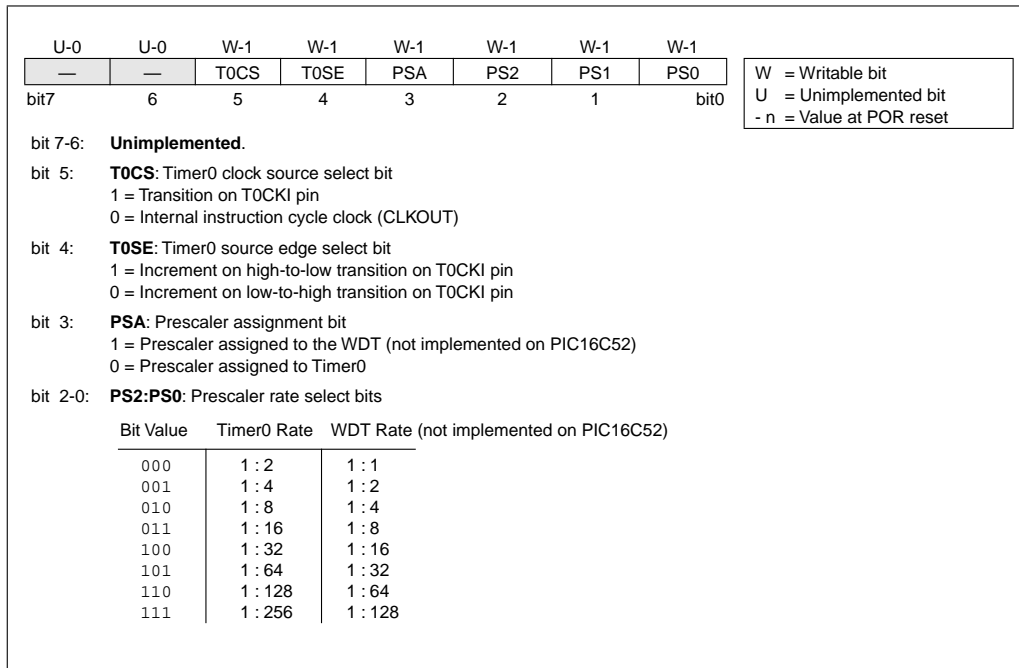 U-0 U-0 W-1 W-1 W-1 W-1 W-1 W-1
— — T0CS T0SE PSA PS2 PS1 PS0
bit7 6 5 4 3 2 1 bit0
W = Writable bit
U = Unimplemented bit
- n = Value at POR reset
bit 7-6: Unimplemented.
bit 5: T0CS: Timer0 clock source select bit
1 = Transition on T0CKI pin
0 = Internal instruction cycle clock (CLKOUT)
bit 4: T0SE: Timer0 source edge select bit
1 = Increment on high-to-low transition on T0CKI pin
0 = Increment on low-to-high transition on T0CKI pin
bit 3: PSA: Prescaler assignment bit
1 = Prescaler assigned to the WDT (not implemented on PIC16C52)
0 = Prescaler assigned to Timer0
bit 2-0: PS2:PS0: Prescaler rate select bits
Bit Value Timer0 Rate WDT Rate (not implemented on PIC16C52)
000 1 : 2 1 : 1
001 1 : 4 1 : 2
010 1 : 8 1 : 4
011 1 : 16 1 : 8
100 1 : 32 1 : 16
101 1 : 64 1 : 32
110 1 : 128 1 : 64
111 1 : 256 1 : 128